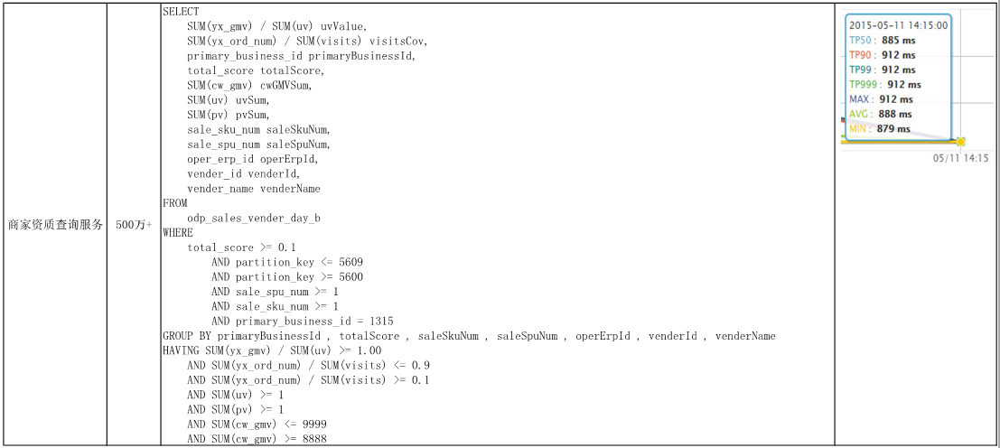 商家资质查询服务
500万+
SELECT
SUM(yx_gmv) / SUM(uv) uvValue,
SUM(yx_ord_num) / SUM(visits) visitsCov,
primary_business_id primaryBusinessId,
total_score totalScore,
SUM(cw_gmv) cwGMVSum,
SUM(uv) uvSum,
SUM(pv) pvSum,
sale_sku_num saleSkuNum,
sale_spu_num saleSpuNum,
oper_erp_id operErpId,
vender_id venderId,
vender_name venderName
FROM
odp_sales_vender_day_b
WHERE
total_score >= 0.1
AND partition_key <= 5609
AND partition_key >= 5600
AND sale_spu_num >= 1
AND sale_sku_num >= 1
AND primary_business_id = 1315
GROUP BY primaryBusinessId , totalScore , saleSkuNum , saleSpuNum , operErpId , venderId , venderName
HAVING SUM(yx_gmv) / SUM(uv) >= 1.00
AND SUM(yx_ord_num) / SUM(visits) <= 0.9
AND SUM(yx_ord_num) / SUM(visits) >= 0.1
AND SUM(uv) >= 1
AND SUM(pv) >= 1
AND SUM(cw_gmv) <= 9999
AND SUM(cw_gmv) >= 8888
2015-05-11 14:15:00
TP50 : 885 ms
TP90 : 912 ms
TP99 : 912 ms
TP999 : 912 ms
MAX : 912 ms
AVG : 888 ms
MIN : 879 ms
05/11 14:15